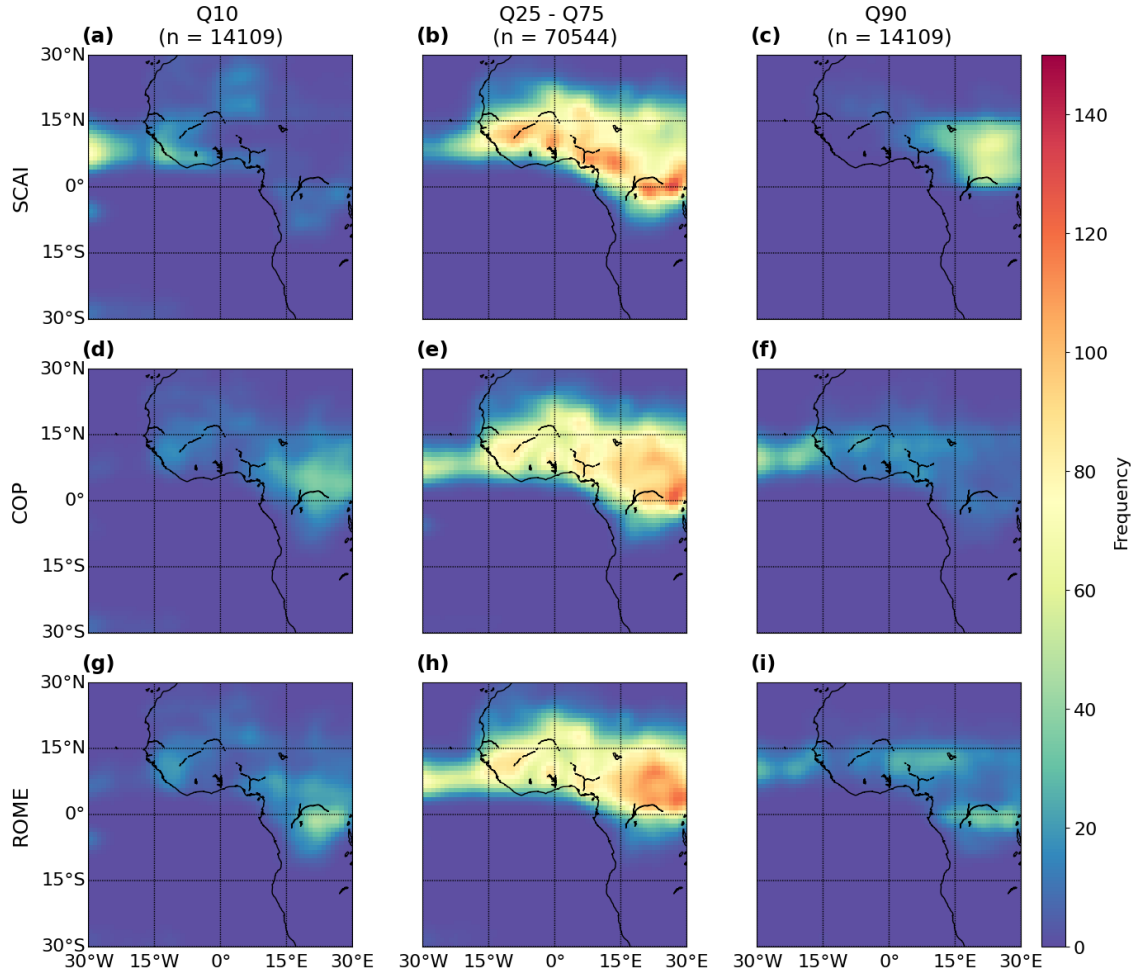 Q10
(n = 14109)
Q25 - Q75
(n = 70544)
Q90
(n = 14109)
(a)
(b)
(c)
30°N
15°N
0°
15°S
30°S
SCAI
(d)
(e)
(f)
30°N
15°N
0°
15°S
30°S
COP
(g)
(h)
(i)
30°N
15°N
0°
15°S
30°S
ROME
30°W 15°W 0° 15°E 30°E
30°W 15°W 0° 15°E 30°E
30°W 15°W 0° 15°E 30°E
140
120
100
80
60
40
20
0
Frequency